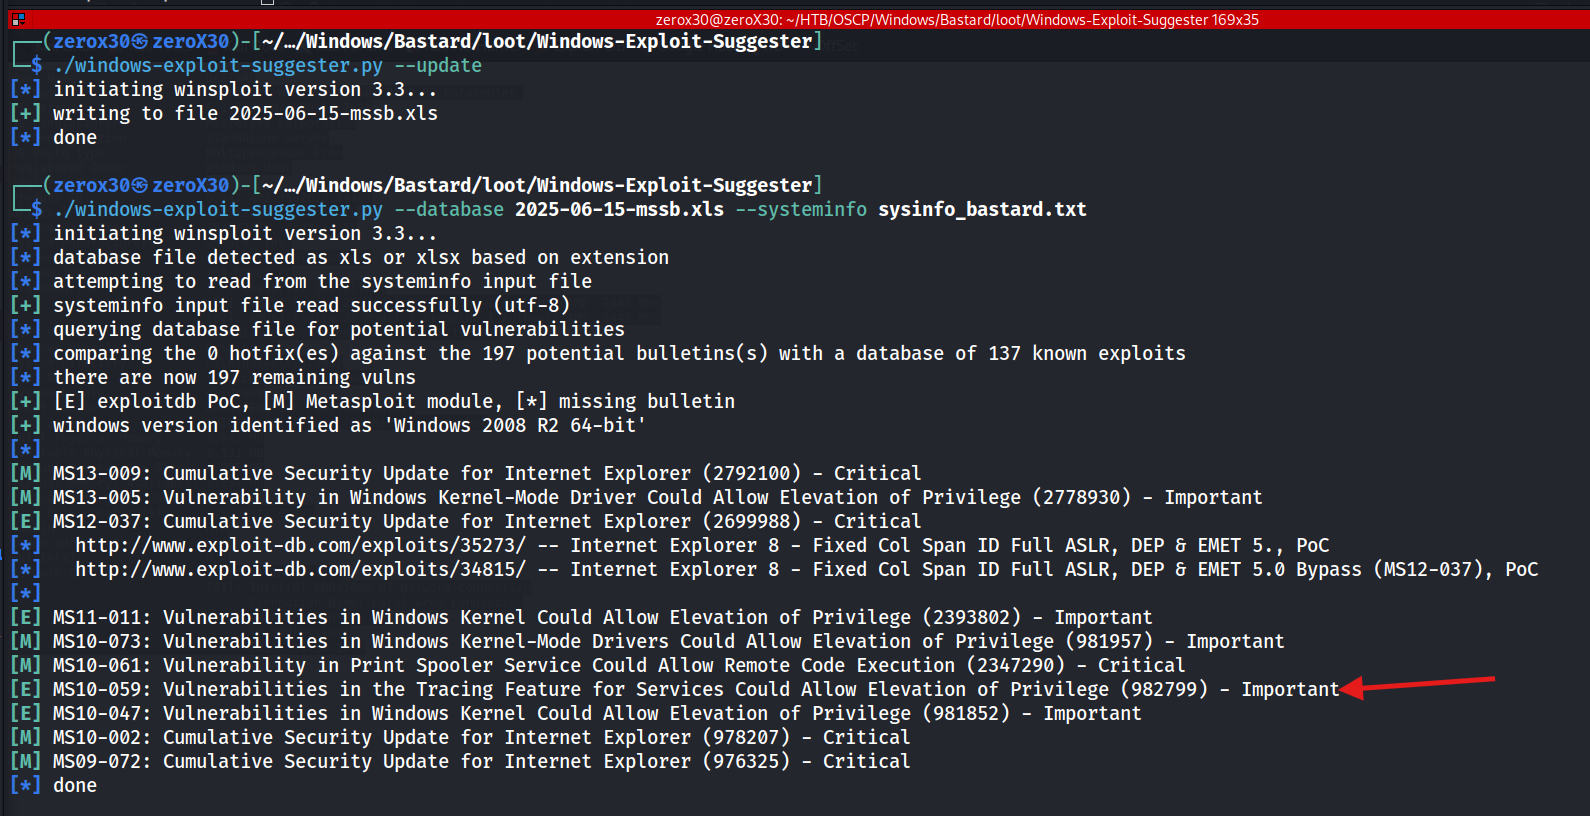 zerox30@zeroX30: ~/HTB/OSCP/Windows/Bastard/loot/Windows-Exploit-Suggester 169x35
┌──(zerox30㉿zeroX30)-[~/…/Windows/Bastard/loot/Windows-Exploit-Suggester]
└─$ ./windows-exploit-suggester.py --update
[*] initiating winsploit version 3.3...
[+] writing to file 2025-06-15-mssb.xls
[*] done
┌──(zerox30㉿zeroX30)-[~/…/Windows/Bastard/loot/Windows-Exploit-Suggester]
└─$ ./windows-exploit-suggester.py --database 2025-06-15-mssb.xls --systeminfo sysinfo_bastard.txt
[*] initiating winsploit version 3.3...
[*] database file detected as xls or xlsx based on extension
[*] attempting to read from the systeminfo input file
[+] systeminfo input file read successfully (utf-8)
[*] querying database file for potential vulnerabilities
[*] comparing the 0 hotfix(es) against the 197 potential bulletins(s) with a database of 137 known exploits
[*] there are now 197 remaining vulns
[+] [E] exploitdb PoC, [M] Metasploit module, [*] missing bulletin
[+] windows version identified as 'Windows 2008 R2 64-bit'
[*]
[M] MS13-009: Cumulative Security Update for Internet Explorer (2792100) - Critical
[M] MS13-005: Vulnerability in Windows Kernel-Mode Driver Could Allow Elevation of Privilege (2778930) - Important
[E] MS12-037: Cumulative Security Update for Internet Explorer (2699988) - Critical
[*]   http://www.exploit-db.com/exploits/35273/ -- Internet Explorer 8 - Fixed Col Span ID Full ASLR, DEP & EMET 5., PoC
[*]   http://www.exploit-db.com/exploits/34815/ -- Internet Explorer 8 - Fixed Col Span ID Full ASLR, DEP & EMET 5.0 Bypass (MS12-037), PoC
[*]
[E] MS11-011: Vulnerabilities in Windows Kernel Could Allow Elevation of Privilege (2393802) - Important
[M] MS10-073: Vulnerabilities in Windows Kernel-Mode Drivers Could Allow Elevation of Privilege (981957) - Important
[M] MS10-061: Vulnerability in Print Spooler Service Could Allow Remote Code Execution (2347290) - Critical
[E] MS10-059: Vulnerabilities in the Tracing Feature for Services Could Allow Elevation of Privilege (982799) - Important
[E] MS10-047: Vulnerabilities in Windows Kernel Could Allow Elevation of Privilege (981852) - Important
[M] MS10-002: Cumulative Security Update for Internet Explorer (978207) - Critical
[M] MS09-072: Cumulative Security Update for Internet Explorer (976325) - Critical
[*] done